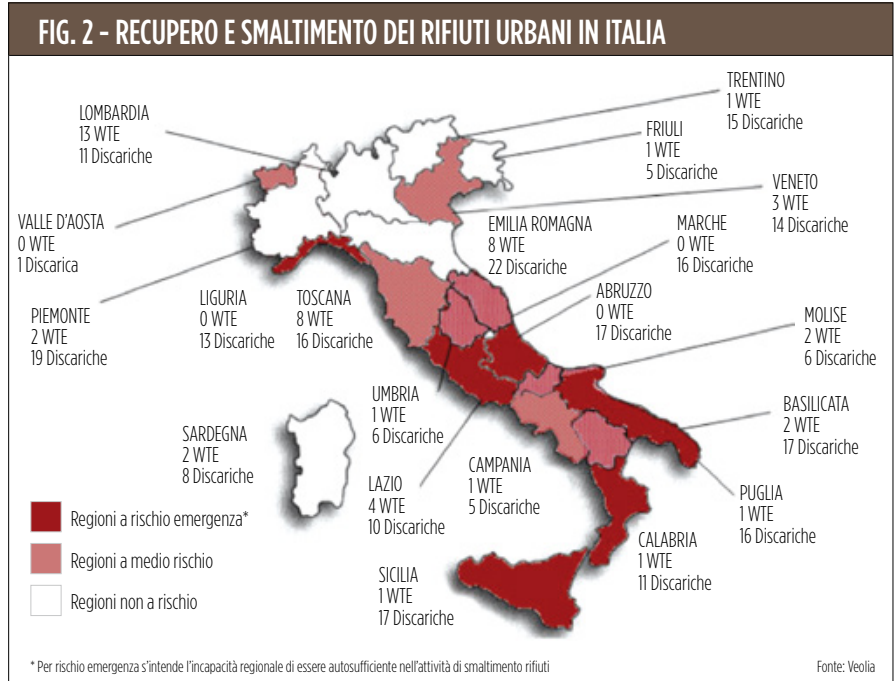 FIG. 2 - RECUPERO E SMALTIMENTO DEI RIFIUTI URBANI IN ITALIA
TRENTINO
1 WTE
15 Discariche
LOMBARDIA
13 WTE
11 Discariche
FRIULI
1 WTE
5 Discariche
VENETO
3 WTE
14 Discariche
VALLE D'AOSTA
0 WTE
1 Discarica
EMILIA ROMAGNA
8 WTE
22 Discariche
MARCHE
0 WTE
16 Discariche
ABRUZZO
0 WTE
17 Discariche
PIEMONTE
2 WTE
19 Discariche
LIGURIA
0 WTE
13 Discariche
TOSCANA
8 WTE
16 Discariche
MOLISE
2 WTE
6 Discariche
UMBRIA
1 WTE
6 Discariche
BASILICATA
2 WTE
17 Discariche
SARDEGNA
2 WTE
8 Discariche
LAZIO
4 WTE
10 Discariche
CAMPANIA
1 WTE
5 Discariche
PUGLIA
1 WTE
16 Discariche
CALABRIA
1 WTE
11 Discariche
SICILIA
1 WTE
17 Discariche
Regioni a rischio emergenza*
Regioni a medio rischio
Regioni non a rischio
* Per rischio emergenza s'intende l'incapacità regionale di essere autosufficiente nell'attività di smaltimento rifiuti
Fonte: Veolia